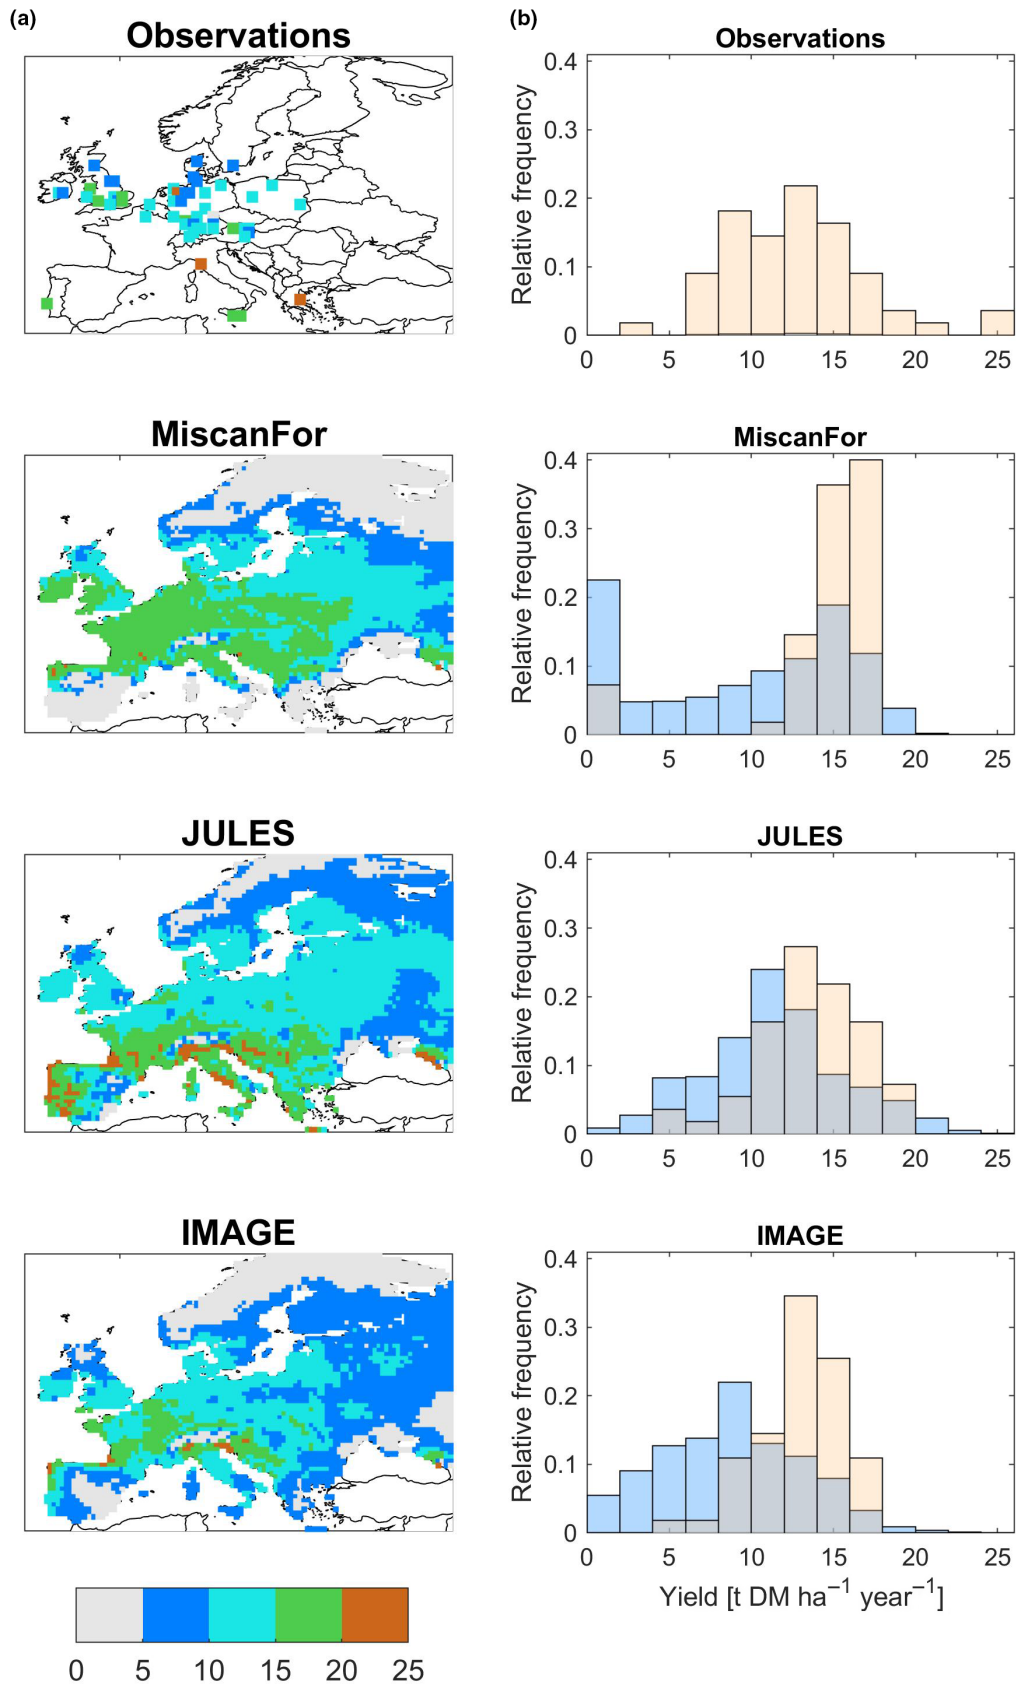 (a)
Observations
(b)
Observations
0.4
0.3
0.2
0.1
0
Relative frequency
0 5 10 15 20 25
MiscanFor
MiscanFor
0.4
0.3
0.2
0.1
0
Relative frequency
0 5 10 15 20 25
JULES
JULES
0.4
0.3
0.2
0.1
0
Relative frequency
0 5 10 15 20 25
IMAGE
IMAGE
0.4
0.3
0.2
0.1
0
Relative frequency
0 5 10 15 20 25
Yield [t DM ha⁻¹ year⁻¹]
0 5 10 15 20 25